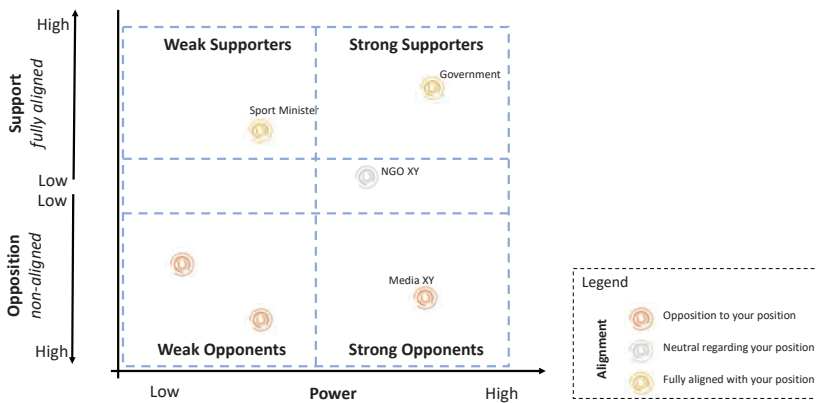 High
Weak Supporters
Strong Supporters
Government
Sport Minister
Support
fully aligned
NGO XY
Low
Low
Opposition
non-aligned
Media XY
High
Weak Opponents
Strong Opponents
Low
Power
High
Legend
Alignment
Opposition to your position
Neutral regarding your position
Fully aligned with your position